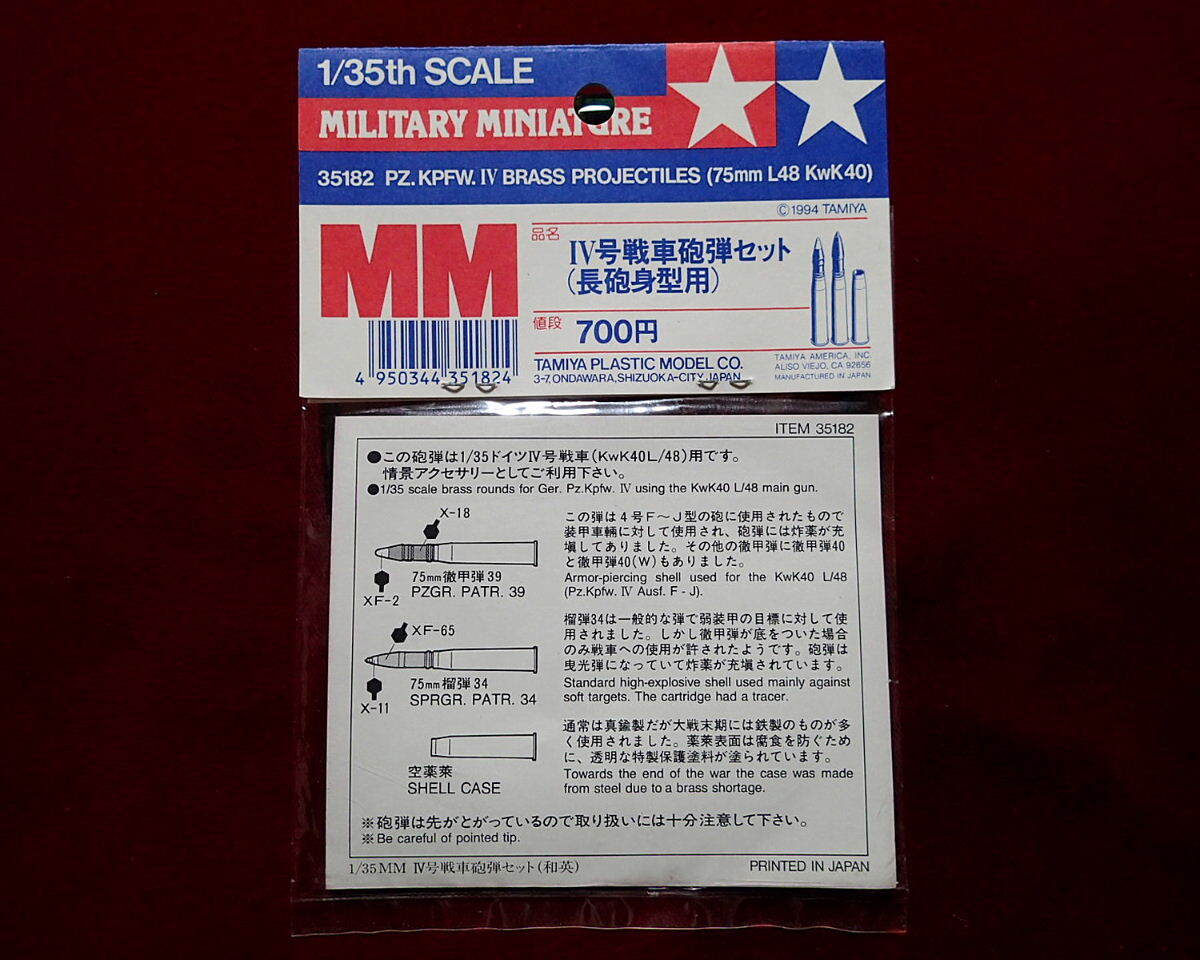 1/35th SCALE
MILITARY MINIATURE
35182 PZ.KPFW. IV BRASS PROJECTILES (75mm L48 KwK40)
©1994 TAMIYA
MM
品名
IV号戦車砲弾セット
(長砲身型用)
値段 700円
4 950344 351824
TAMIYA PLASTIC MODEL CO.
3-7, ONDAWARA, SHIZUOKA-CITY, JAPAN
TAMIYA AMERICA, INC.
ALISO VIEJO, CA 92656
MANUFACTURED IN JAPAN
ITEM 35182
●この砲弾は1/35ドイツIV号戦車(KwK40L/48)用です。
情景アクセサリーとしてご利用下さい。
●1/35 scale brass rounds for Ger. Pz.Kpfw. IV using the KwK40 L/48 main gun.
X-18
XF-2
75mm徹甲弾39
PZGR. PATR. 39
この弾は4号F〜J型の砲に使用されたもので
装甲車輛に対して使用され、砲弾には炸薬が充
塡してありました。その他の徹甲弾に徹甲弾40
と徹甲弾40(W)もありました。
Armor-piercing shell used for the KwK40 L/48
(Pz.Kpfw. IV Ausf. F - J).
XF-65
X-11
75mm榴弾34
SPRGR. PATR. 34
榴弾34は一般的な弾で弱装甲の目標に対して使
用されました。しかし徹甲弾が底をついた場合
のみ戦車への使用が許されたようです。砲弾は
曳光弾になっていて炸薬が充塡されています。
Standard high-explosive shell used mainly against
soft targets. The cartridge had a tracer.
空薬莢
SHELL CASE
通常は真鍮製だが大戦末期には鉄製のものが多
く使用されました。薬莢表面は腐食を防ぐため
に、透明な特製保護塗料が塗られています。
Towards the end of the war the case was made
from steel due to a brass shortage.
※砲弾は先がとがっているので取り扱いには十分注意して下さい。
※Be careful of pointed tip.
1/35MM IV号戦車砲弾セット(和英)
PRINTED IN JAPAN